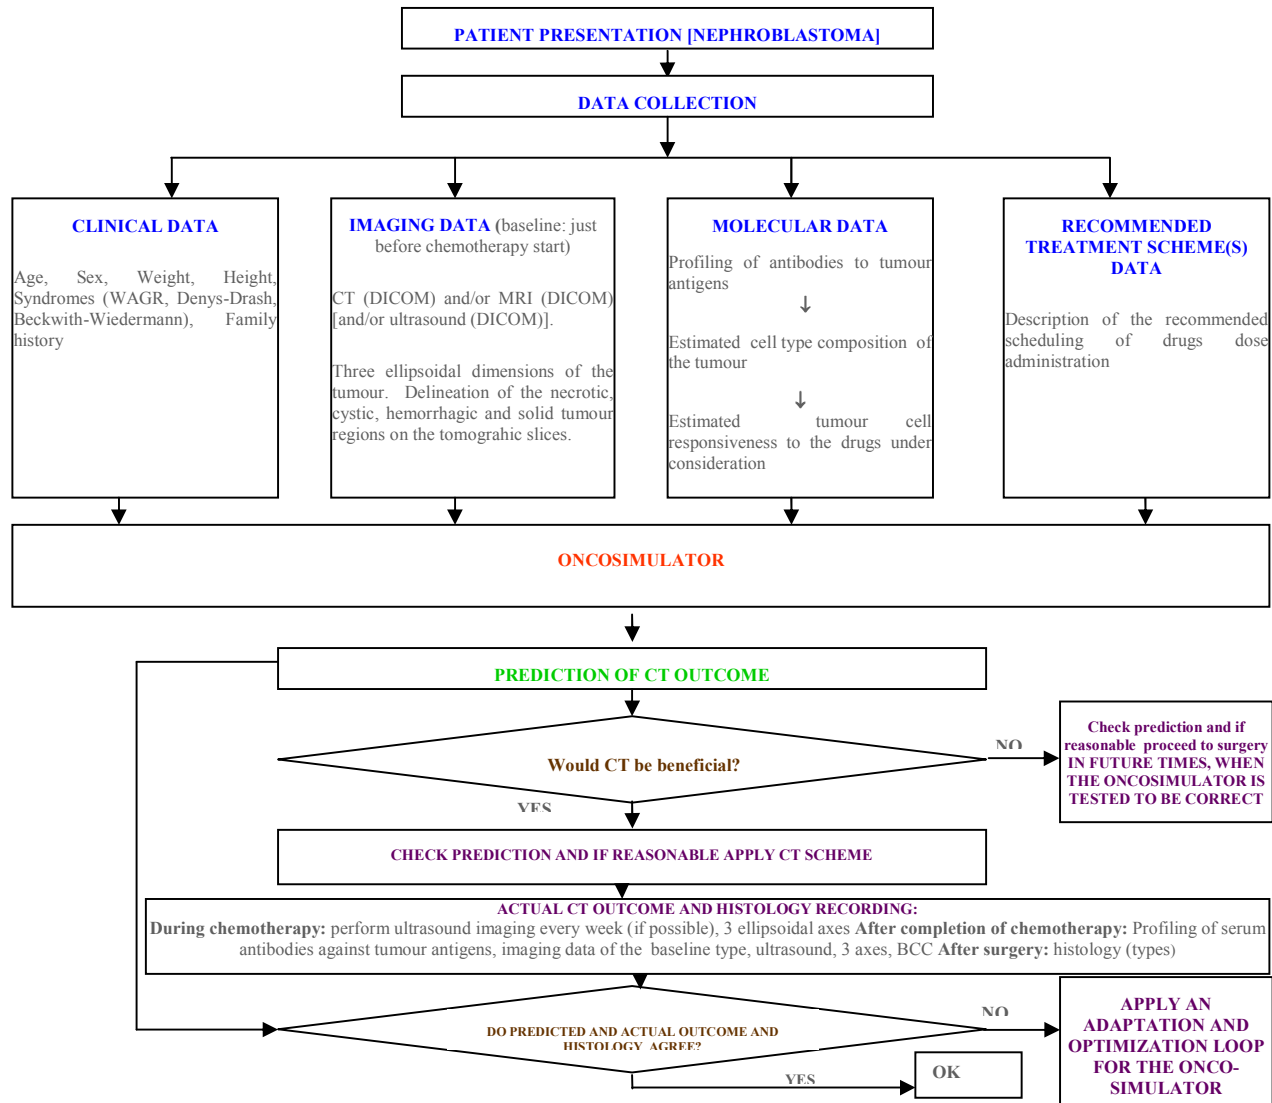 PATIENT PRESENTATION [NEPHROBLASTOMA]
DATA COLLECTION
CLINICAL DATA
Age, Sex, Weight, Height,
Syndromes (WAGR, Denys-Drash,
Beckwith-Wiedermann), Family
history
IMAGING DATA (baseline: just
before chemotherapy start)
CT (DICOM) and/or MRI (DICOM)
[and/or ultrasound (DICOM)].
Three ellipsoidal dimensions of the
tumour. Delineation of the necrotic,
cystic, hemorrhagic and solid tumour
regions on the tomograhic slices.
MOLECULAR DATA
Profiling of antibodies to tumour
antigens
↓
Estimated cell type composition of
the tumour
↓
Estimated tumour cell
responsiveness to the drugs under
consideration
RECOMMENDED
TREATMENT SCHEME(S)
DATA
Description of the recommended
scheduling of drugs dose
administration
ONCOSIMULATOR
PREDICTION OF CT OUTCOME
Would CT be beneficial?
NO
Check prediction and if
reasonable proceed to surgery
IN FUTURE TIMES, WHEN
THE ONCOSIMULATOR IS
TESTED TO BE CORRECT
YES
CHECK PREDICTION AND IF REASONABLE APPLY CT SCHEME
ACTUAL CT OUTCOME AND HISTOLOGY RECORDING:
During chemotherapy: perform ultrasound imaging every week (if possible), 3 ellipsoidal axes After completion of chemotherapy: Profiling of serum
antibodies against tumour antigens, imaging data of the baseline type, ultrasound, 3 axes, BCC After surgery: histology (types)
DO PREDICTED AND ACTUAL OUTCOME AND
HISTOLOGY AGREE?
NO
APPLY AN
ADAPTATION AND
OPTIMIZATION LOOP
FOR THE ONCO-
SIMULATOR
YES
OK